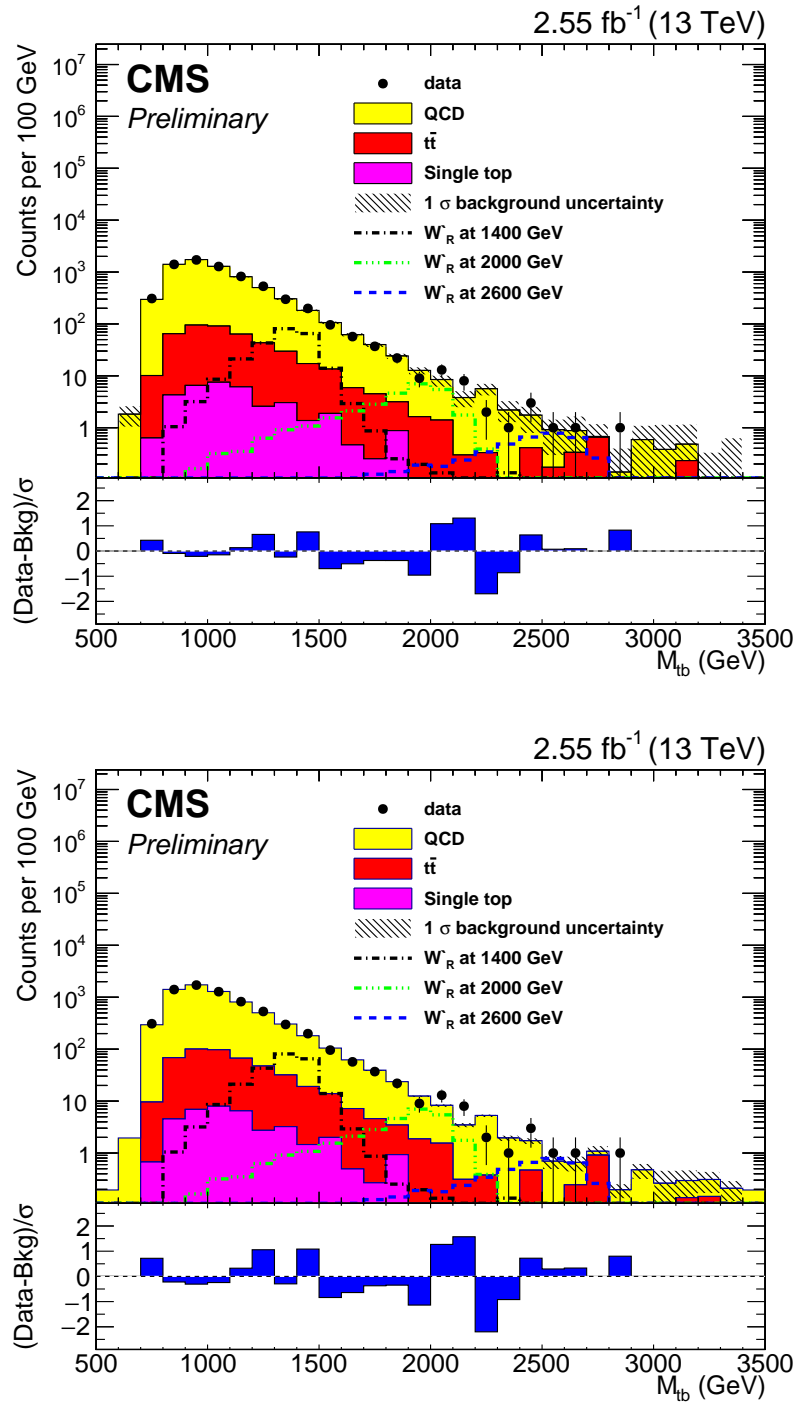 2.55 fb⁻¹ (13 TeV)
CMS
Preliminary
data
QCD
tt̄
Single top
1 σ background uncertainty
W`R at 1400 GeV
W`R at 2000 GeV
W`R at 2600 GeV
Counts per 100 GeV
10⁷
10⁶
10⁵
10⁴
10³
10²
10
1
(Data-Bkg)/σ
2
1
0
−1
−2
500 1000 1500 2000 2500 3000 3500
Mtb (GeV)
2.55 fb⁻¹ (13 TeV)
CMS
Preliminary
data
QCD
tt̄
Single top
1 σ background uncertainty
W`R at 1400 GeV
W`R at 2000 GeV
W`R at 2600 GeV
Counts per 100 GeV
10⁷
10⁶
10⁵
10⁴
10³
10²
10
1
(Data-Bkg)/σ
2
1
0
−1
−2
500 1000 1500 2000 2500 3000 3500
Mtb (GeV)